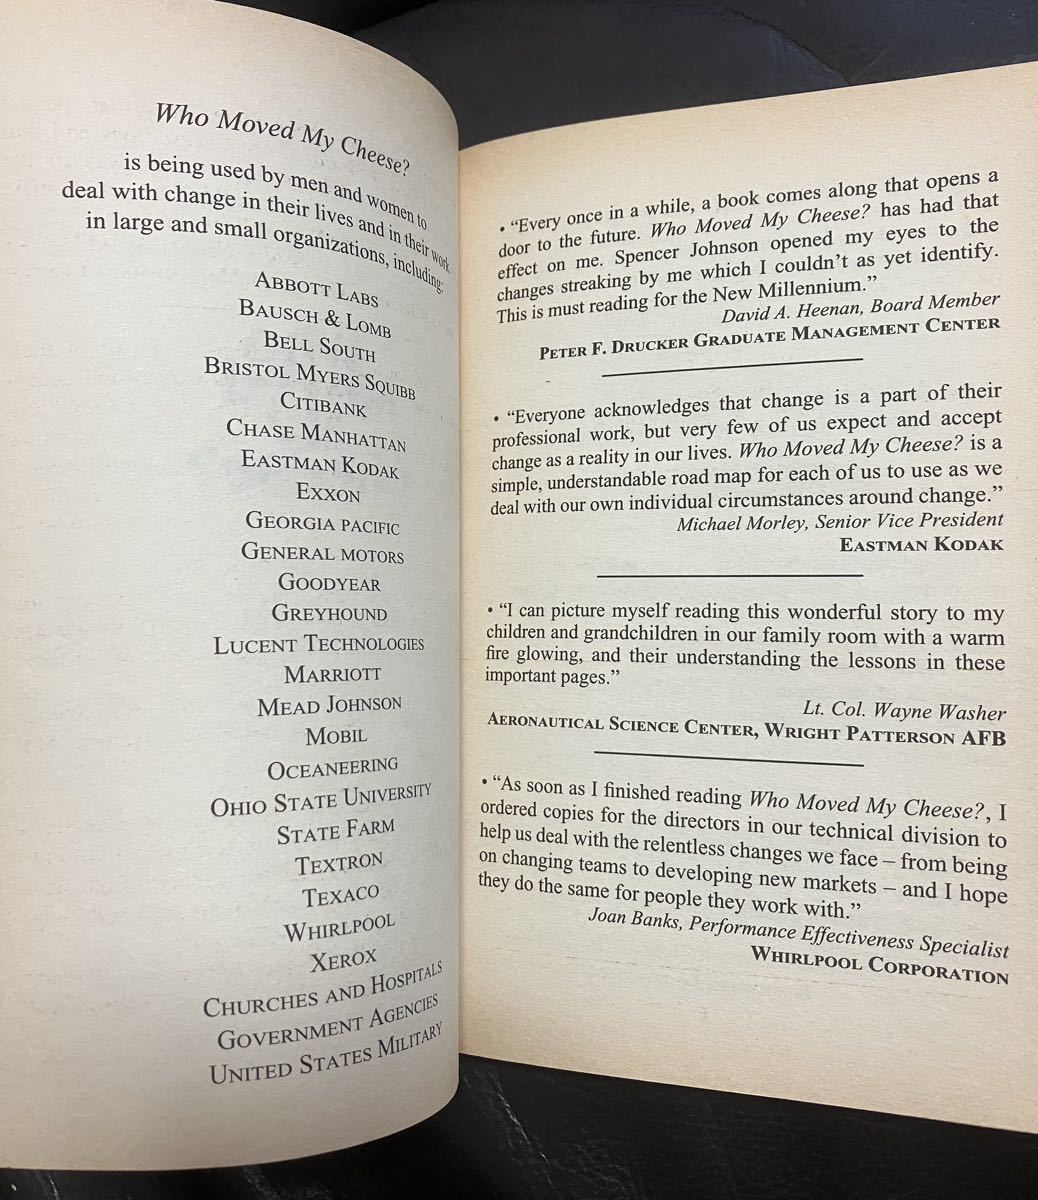 Who Moved My Cheese?
is being used by men and women to
deal with change in their lives and in their work
in large and small organizations, including:
Abbott Labs
Bausch & Lomb
Bell South
Bristol Myers Squibb
Citibank
Chase Manhattan
Eastman Kodak
Exxon
Georgia pacific
General motors
Goodyear
Greyhound
Lucent Technologies
Marriott
Mead Johnson
Mobil
Oceaneering
Ohio State University
State Farm
Textron
Texaco
Whirlpool
Xerox
Churches and Hospitals
Government Agencies
United States Military
• “Every once in a while, a book comes along that opens a
door to the future. Who Moved My Cheese? has had that
effect on me. Spencer Johnson opened my eyes to the
changes streaking by me which I couldn’t as yet identify.
This is must reading for the New Millennium.”
David A. Heenan, Board Member
Peter F. Drucker Graduate Management Center
• “Everyone acknowledges that change is a part of their
professional work, but very few of us expect and accept
change as a reality in our lives. Who Moved My Cheese? is a
simple, understandable road map for each of us to use as we
deal with our own individual circumstances around change.”
Michael Morley, Senior Vice President
Eastman Kodak
• “I can picture myself reading this wonderful story to my
children and grandchildren in our family room with a warm
fire glowing, and their understanding the lessons in these
important pages.”
Lt. Col. Wayne Washer
Aeronautical Science Center, Wright Patterson AFB
• “As soon as I finished reading Who Moved My Cheese?, I
ordered copies for the directors in our technical division to
help us deal with the relentless changes we face – from being
on changing teams to developing new markets – and I hope
they do the same for people they work with.”
Joan Banks, Performance Effectiveness Specialist
Whirlpool Corporation